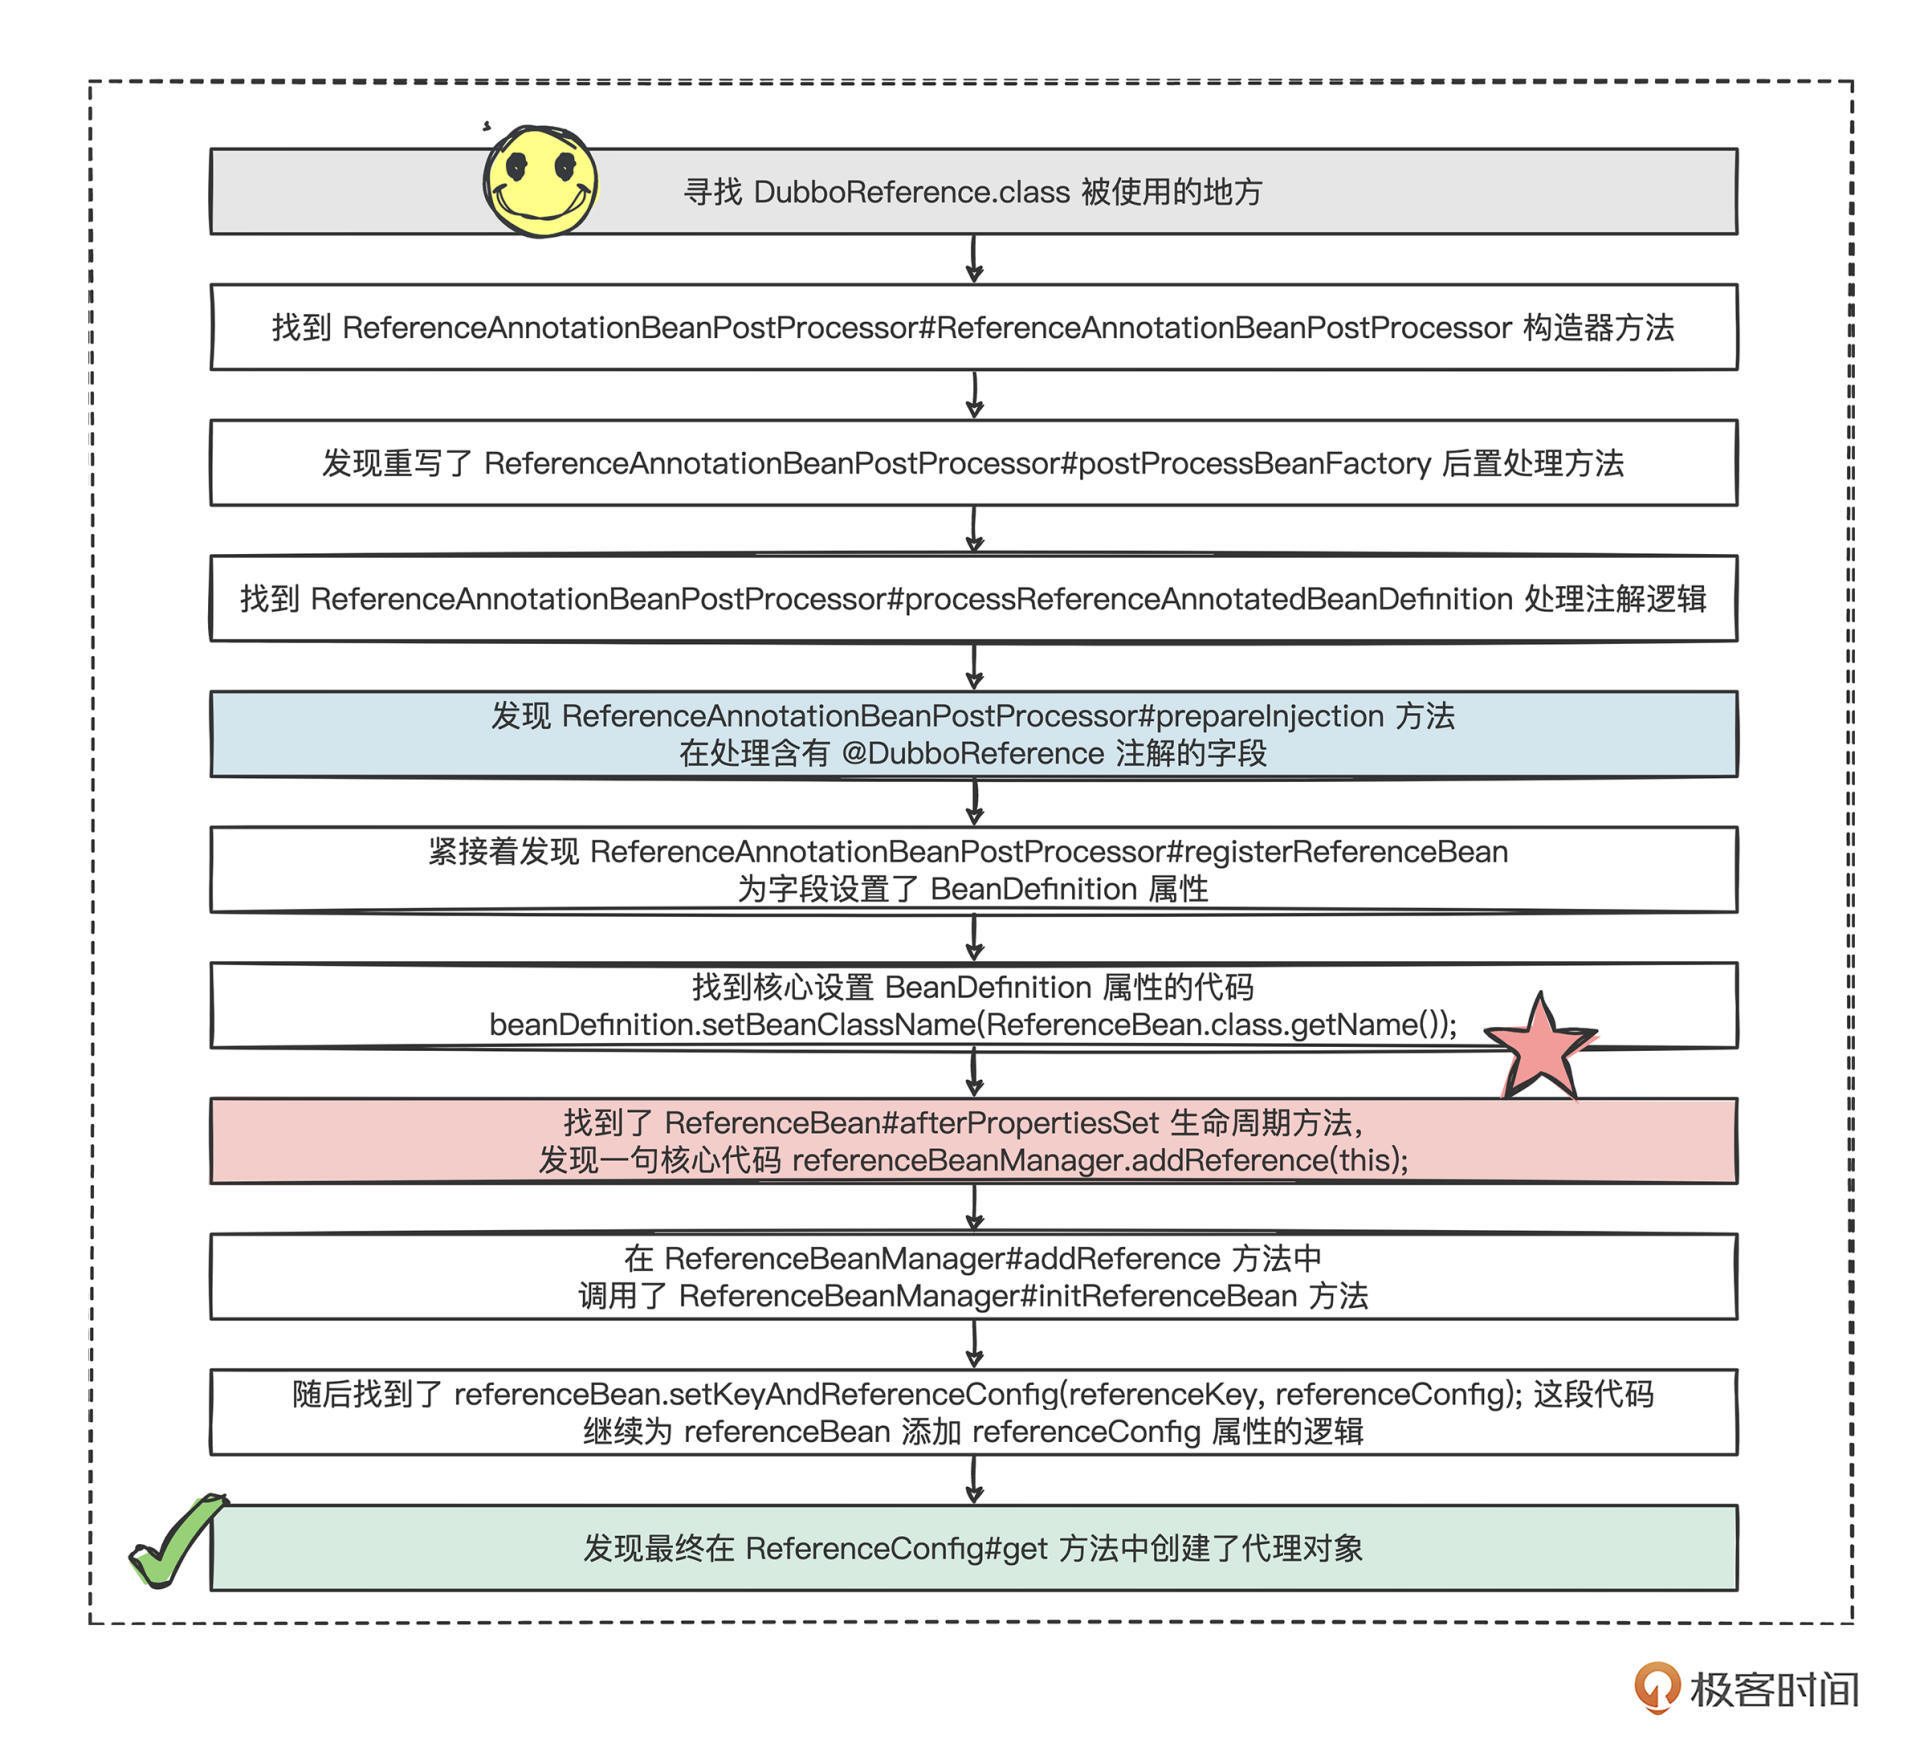 寻找 DubboReference.class 被使用的地方
找到 ReferenceAnnotationBeanPostProcessor#ReferenceAnnotationBeanPostProcessor 构造器方法
发现重写了 ReferenceAnnotationBeanPostProcessor#postProcessBeanFactory 后置处理方法
找到 ReferenceAnnotationBeanPostProcessor#processReferenceAnnotatedBeanDefinition 处理注解逻辑
发现 ReferenceAnnotationBeanPostProcessor#prepareInjection 方法
在处理含有 @DubboReference 注解的字段
紧接着发现 ReferenceAnnotationBeanPostProcessor#registerReferenceBean
为字段设置了 BeanDefinition 属性
找到核心设置 BeanDefinition 属性的代码
beanDefinition.setBeanClassName(ReferenceBean.class.getName());
找到了 ReferenceBean#afterPropertiesSet 生命周期方法,
发现一句核心代码 referenceBeanManager.addReference(this);
在 ReferenceBeanManager#addReference 方法中
调用了 ReferenceBeanManager#initReferenceBean 方法
随后找到了 referenceBean.setKeyAndReferenceConfig(referenceKey, referenceConfig); 这段代码
继续为 referenceBean 添加 referenceConfig 属性的逻辑
发现最终在 ReferenceConfig#get 方法中创建了代理对象
极客时间